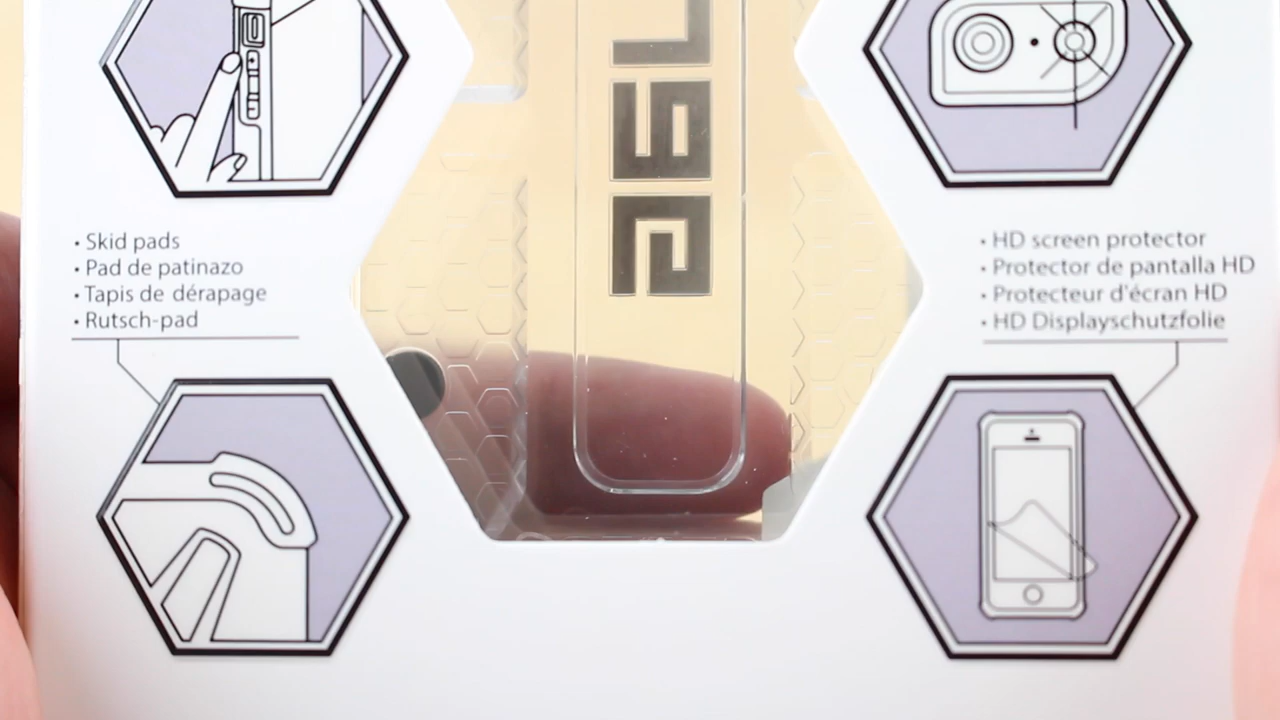 • Skid pads
• Pad de patinazo
• Tapis de dérapage
• Rutsch-pad
• HD screen protector
• Protector de pantalla HD
• Protecteur d'écran HD
• HD Displayschutzfolie